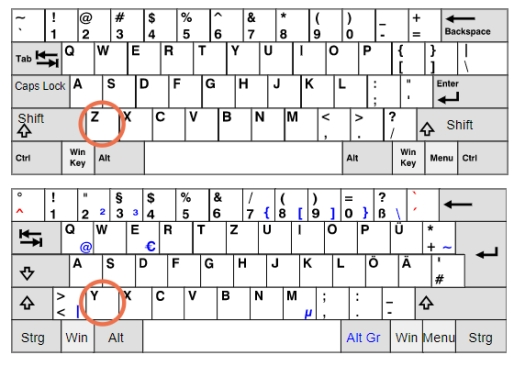 ~ ! @ # $ % ^ & * ( ) _ +
` 1 2 3 4 5 6 7 8 9 0 - = Backspace
Tab Q W E R T Y U I O P { } |
[ ] \
Caps Lock A S D F G H J K L : " Enter
; '
Shift Z X C V B N M < > ? Shift
, . /
Ctrl Win Key Alt Alt Win Key Menu Ctrl
° ! " § $ % & / ( ) = ? `
^ 1 2 ² 3 ³ 4 5 6 7 { 8 [ 9 ] 0 } ß \ ´
Q W E R T Z U I O P Ü *
@ € + ~
A S D F G H J K L Ö Ä '
#
> Y X C V B N M ; : _
< | µ , . -
Strg Win Alt Alt Gr Win Menu Strg